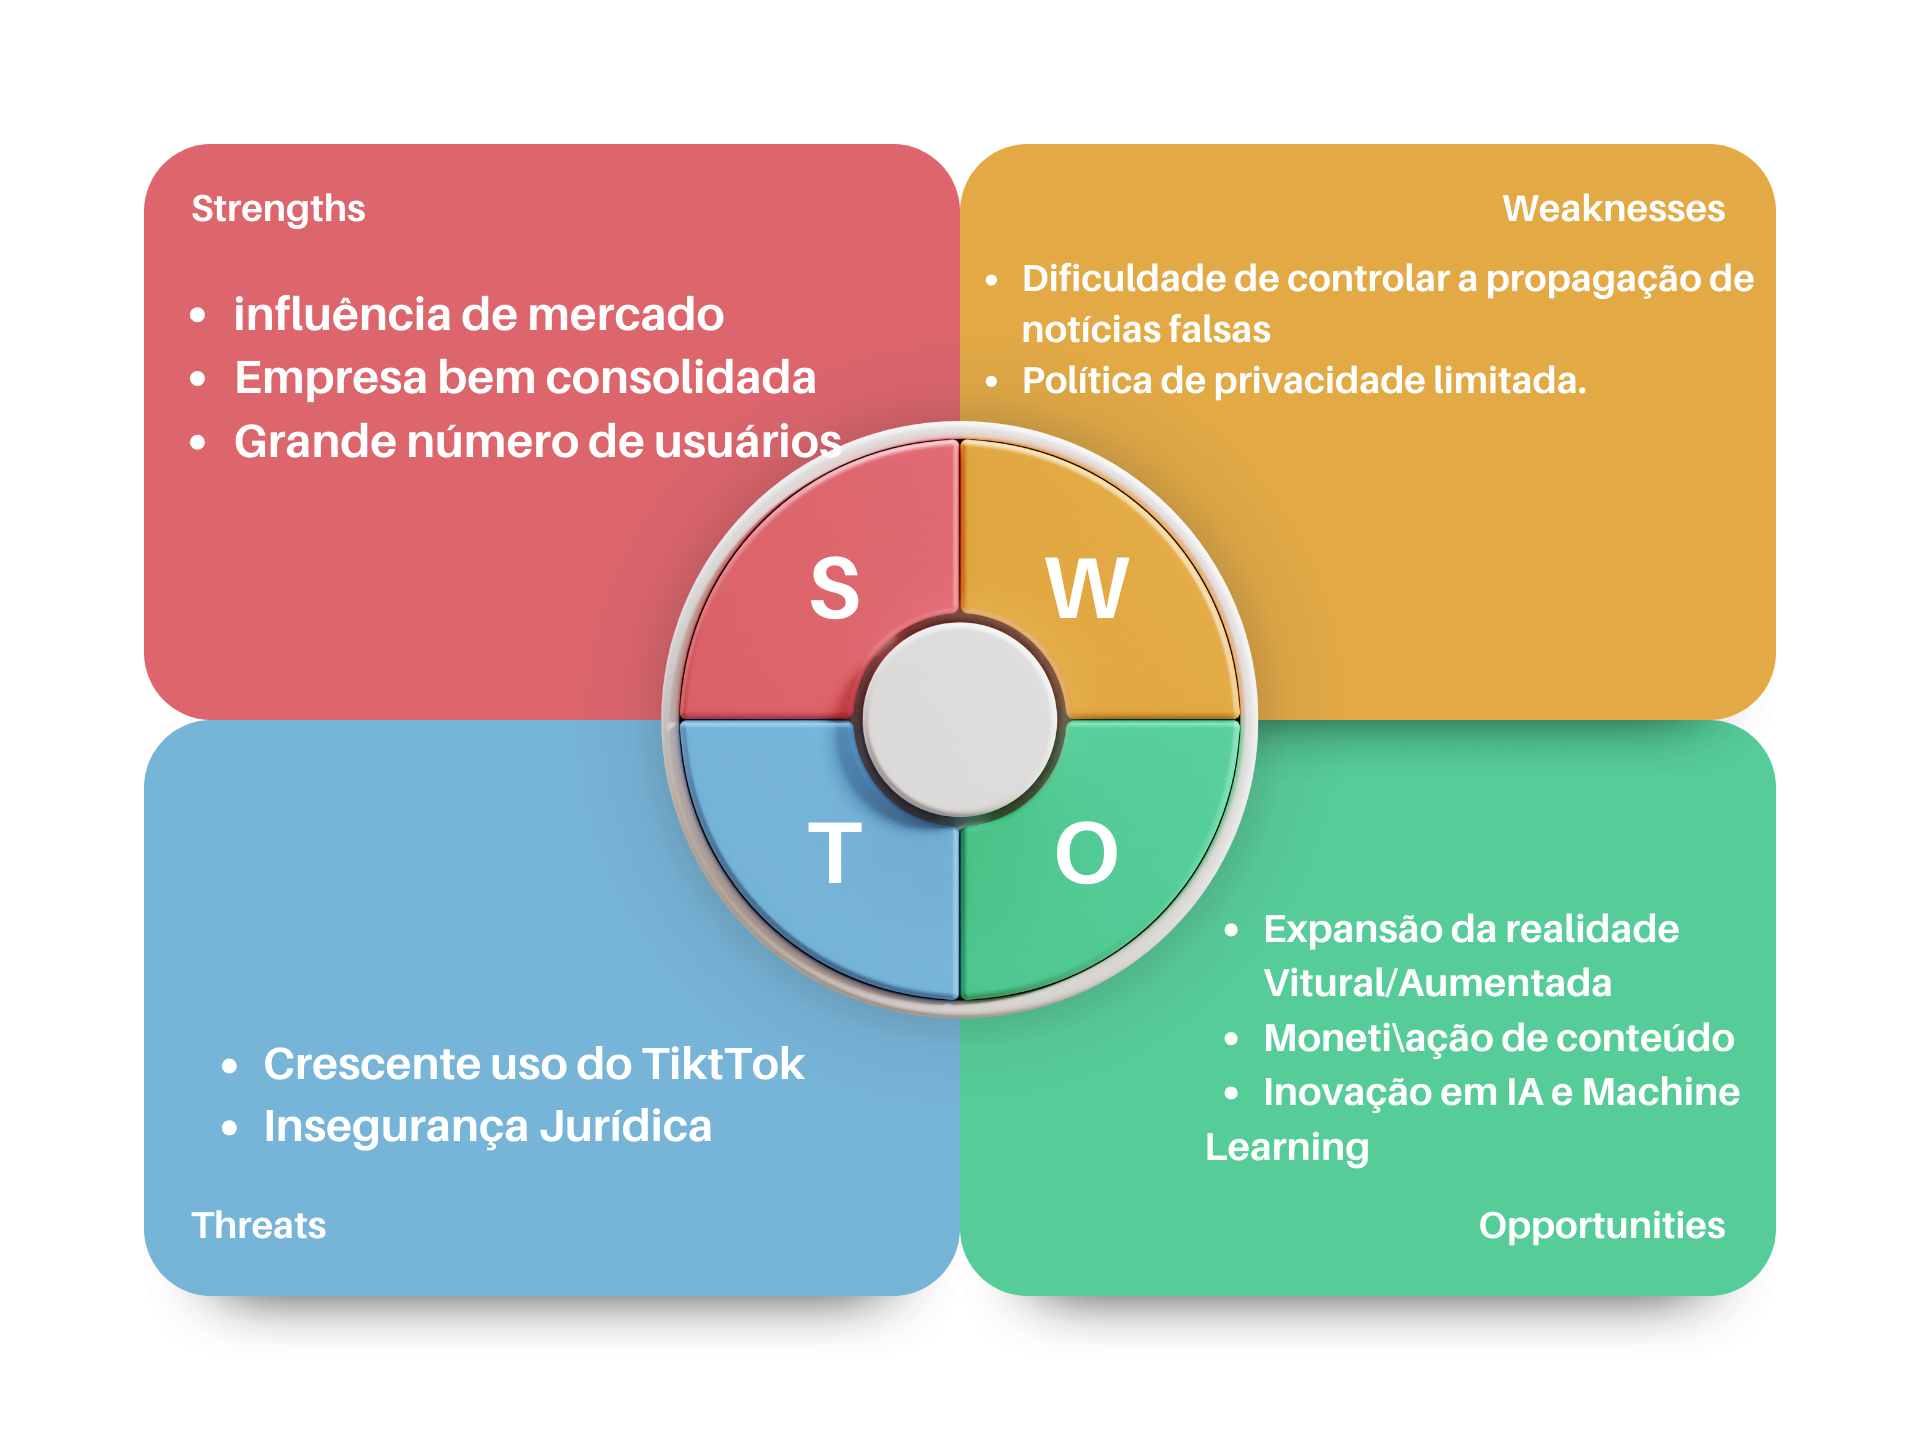 Strengths
influência de mercado
Empresa bem consolidada
Grande número de usuários
Weaknesses
Dificuldade de controlar a propagação de
notícias falsas
Política de privacidade limitada.
S
W
T
O
Crescente uso do TiktTok
Insegurança Jurídica
Threats
Expansão da realidade
Vitural/Aumentada
Moneti\ação de conteúdo
Inovação em IA e Machine
Learning
Opportunities